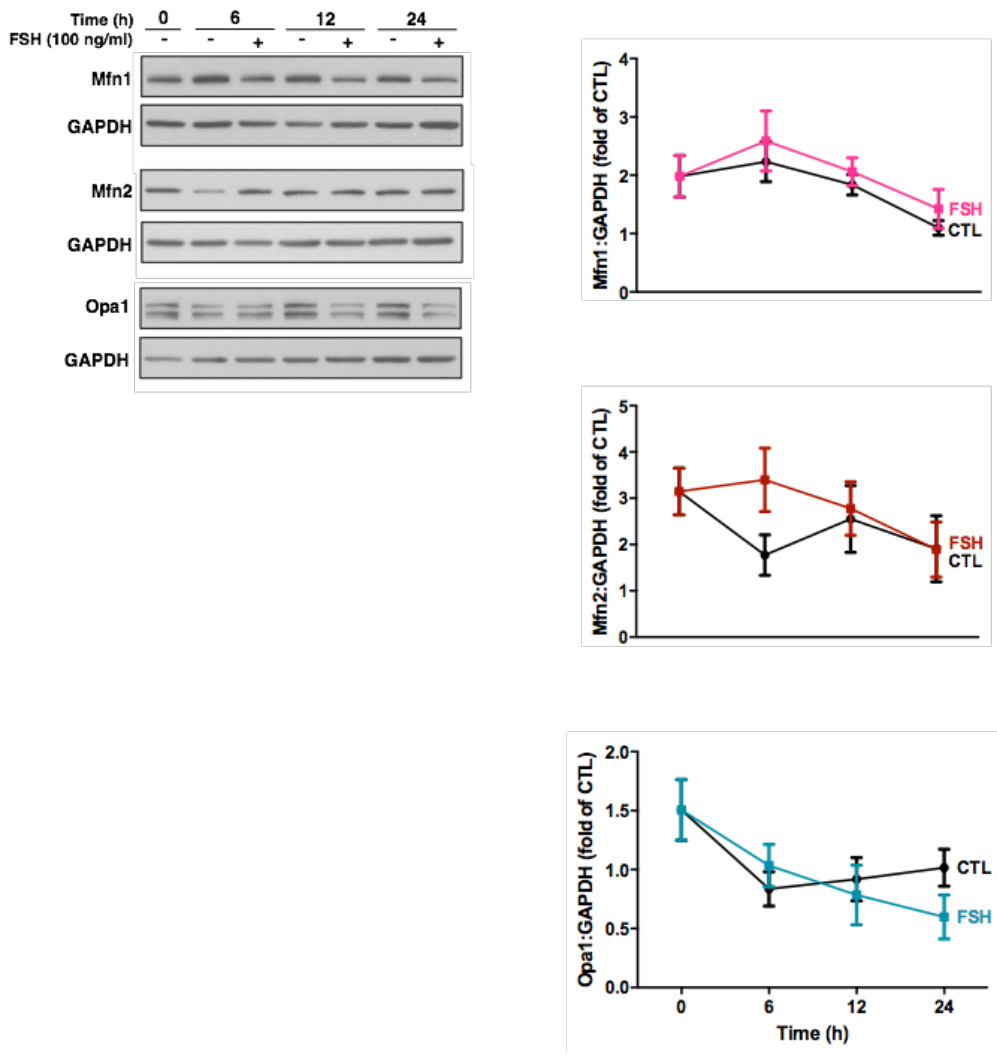 Time (h) 0 6 12 24
FSH (100 ng/ml) - - + - + - +
Mfn1
GAPDH
Mfn2
GAPDH
Opa1
GAPDH
Mfn1:GAPDH (fold of CTL)
4
3
2
1
0
FSH
CTL
Mfn2:GAPDH (fold of CTL)
5
4
3
2
1
0
FSH
CTL
Opa1:GAPDH (fold of CTL)
2.0
1.5
1.0
0.5
0.0
CTL
FSH
0 6 12 24
Time (h)